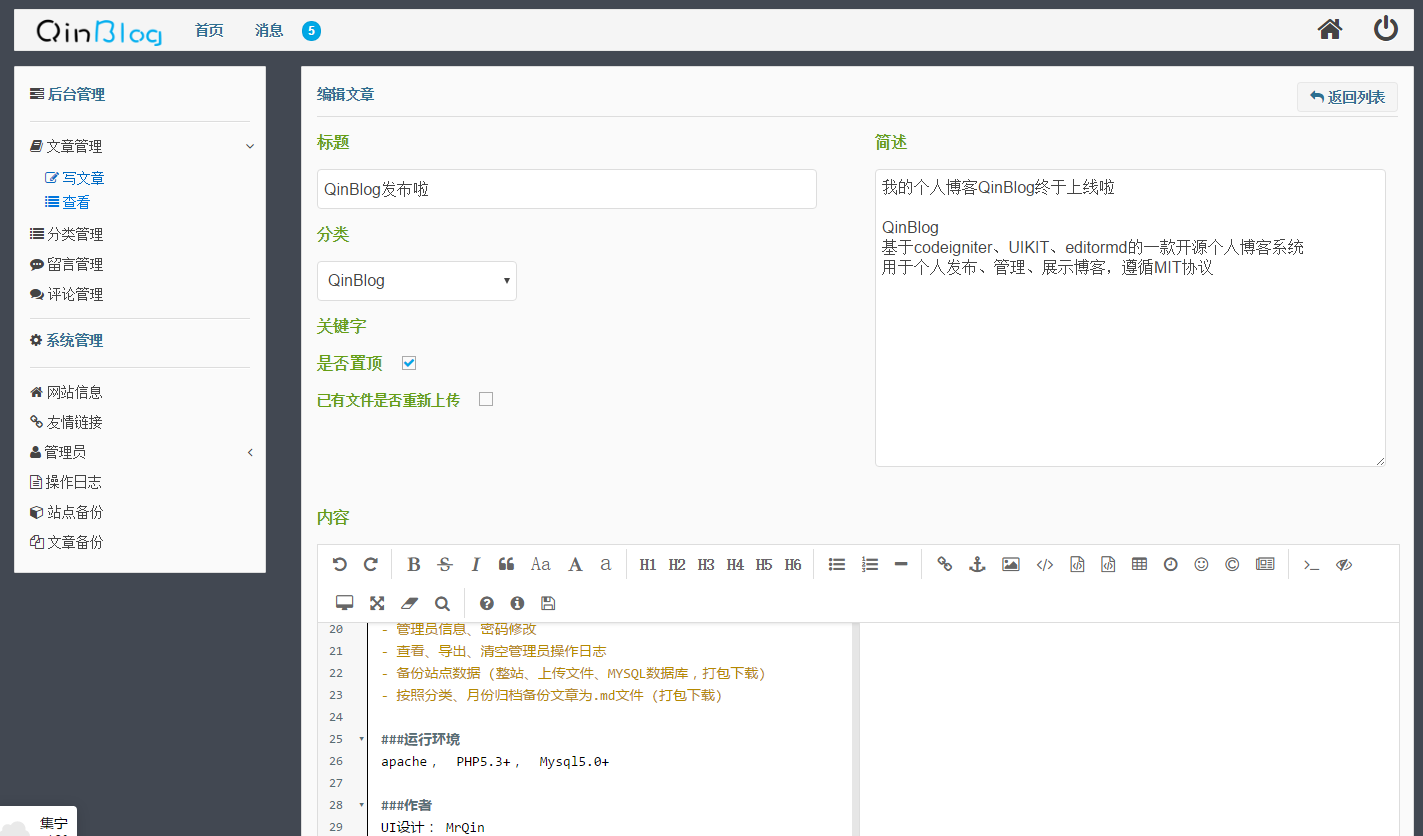 QinBlog 首页 消息 5
后台管理
文章管理
写文章
查看
分类管理
留言管理
评论管理
系统管理
网站信息
友情链接
管理员
操作日志
站点备份
文章备份
编辑文章
返回列表
标题
QinBlog发布啦
分类
QinBlog
关键字
是否置顶
已有文件是否重新上传
简述
我的个人博客QinBlog终于上线啦
QinBlog
基于codeigniter、UIKIT、editormd的一款开源个人博客系统
用于个人发布、管理、展示博客，遵循MIT协议
内容
B S I Aa A a H1 H2 H3 H4 H5 H6
20 - 管理员信息、密码修改
21 - 查看、导出、清空管理员操作日志
22 - 备份站点数据（整站、上传文件、MYSQL数据库，打包下载）
23 - 按照分类、月份归档备份文章为.md文件（打包下载）
24
25 ###运行环境
26 apache， PHP5.3+， Mysql5.0+
27
28 ###作者
29 UI设计： MrQin
集宁